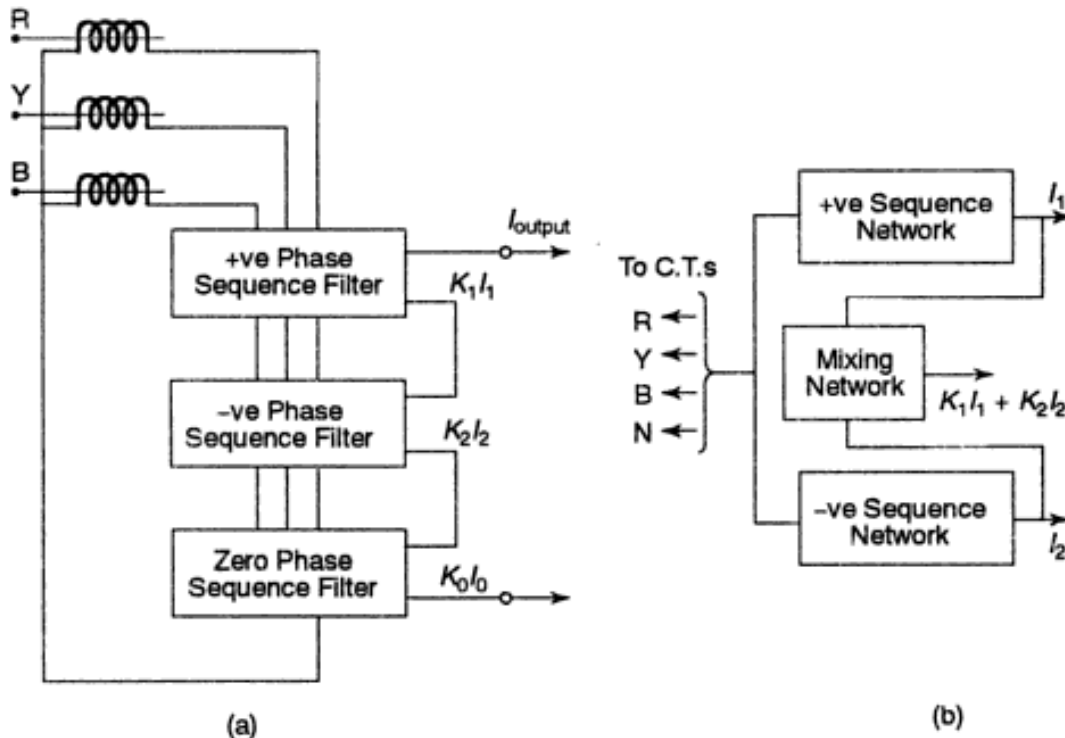 R
Y
B
+ve Phase
Sequence Filter
I_output
K₁I₁
−ve Phase
Sequence Filter
K₂I₂
Zero Phase
Sequence Filter
K₀I₀
(a)
To C.T.s
R
Y
B
N
+ve Sequence
Network
I₁
Mixing
Network
K₁I₁ + K₂I₂
−ve Sequence
Network
I₂
(b)